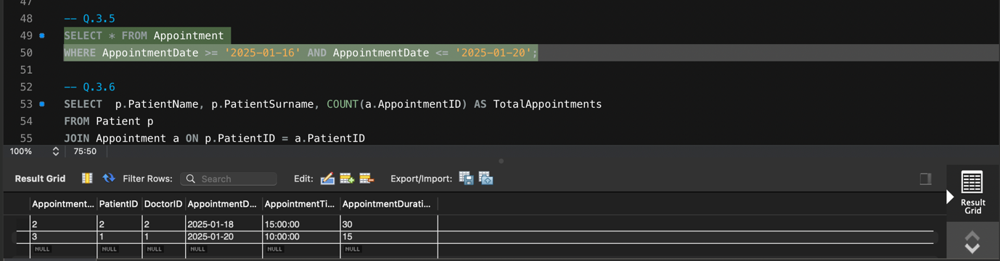 47
48 -- Q.3.5
49 SELECT * FROM Appointment
50 WHERE AppointmentDate >= '2025-01-16' AND AppointmentDate <= '2025-01-20';
51
52 -- Q.3.6
53 SELECT  p.PatientName, p.PatientSurname, COUNT(a.AppointmentID) AS TotalAppointments
54 FROM Patient p
55 JOIN Appointment a ON p.PatientID = a.PatientID
100% 75:50
Result Grid Filter Rows: Search Edit: Export/Import:
Result Grid
Appointment... PatientID DoctorID AppointmentD... AppointmentTi... AppointmentDurati...
2 2 2 2025-01-18 15:00:00 30
3 1 1 2025-01-20 10:00:00 15
NULL NULL NULL NULL NULL NULL